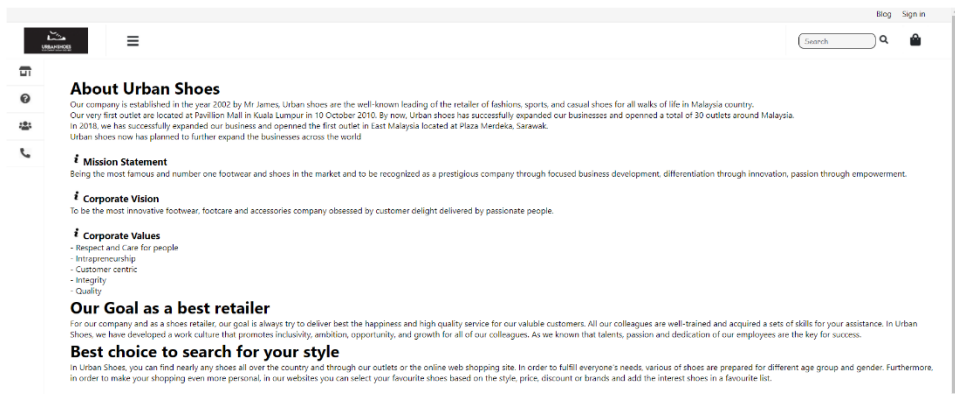 Blog Sign in
URBANSHOES
Search
About Urban Shoes
Our company is established in the year 2002 by Mr James, Urban shoes are the well-known leading of the retailer of fashions, sports, and casual shoes for all walks of life in Malaysia country.
Our very first outlet are located at Pavillion Mall in Kuala Lumpur in 10 October 2010. By now, Urban shoes has successfully expanded our businesses and openned a total of 30 outlets around Malaysia.
In 2018, we has successfully expanded our business and openned the first outlet in East Malaysia located at Plaza Merdeka, Sarawak.
Urban shoes now has planned to further expand the businesses across the world
i Mission Statement
Being the most famous and number one footwear and shoes in the market and to be recognized as a prestigious company through focused business development, differentiation through innovation, passion through empowerment.
i Corporate Vision
To be the most innovative footwear, footcare and accessories company obsessed by customer delight delivered by passionate people.
i Corporate Values
- Respect and Care for people
- Intrapreneurship
- Customer centric
- Integrity
- Quality
Our Goal as a best retailer
For our company and as a shoes retailer, our goal is always try to deliver best the happiness and high quality service for our valuble customers. All our colleagues are well-trained and acquired a sets of skills for your assistance. In Urban
Shoes, we have developed a work culture that promotes inclusivity, ambition, opportunity, and growth for all of our colleagues. As we known that talents, passion and dedication of our employees are the key for success.
Best choice to search for your style
In Urban Shoes, you can find nearly any shoes all over the country and through our outlets or the online web shopping site. In order to fulfill everyone's needs, various of shoes are prepared for different age group and gender. Furthermore,
in order to make your shopping even more personal, in our websites you can select your favourite shoes based on the style, price, discount or brands and add the interest shoes in a favourite list.